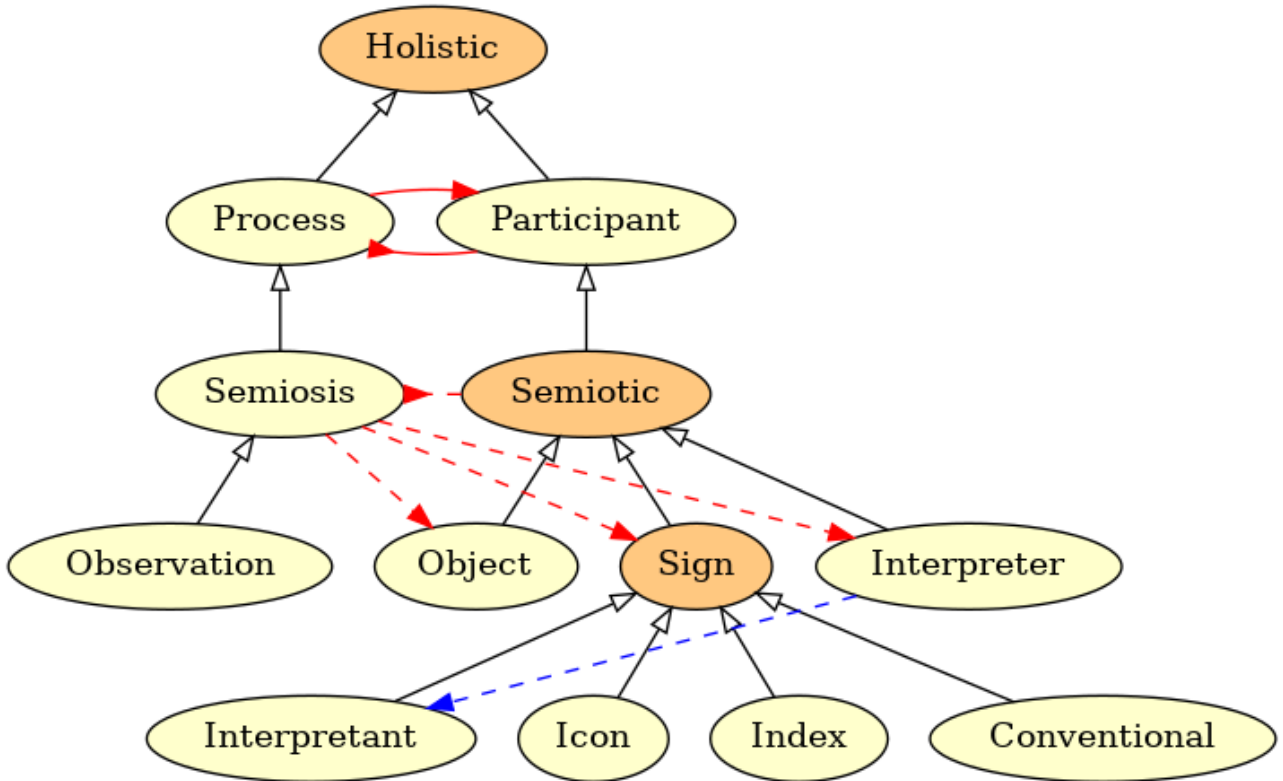 Holistic
Process
Participant
Semiosis
Semiotic
Observation
Object
Sign
Interpreter
Interpretant
Icon
Index
Conventional